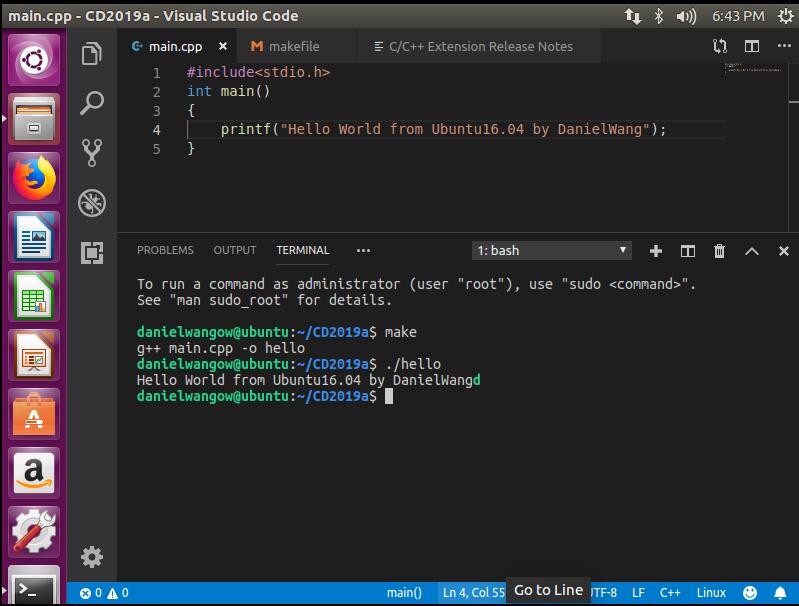 main.cpp - CD2019a - Visual Studio Code
6:43 PM
main.cpp
makefile
C/C++ Extension Release Notes
1 #include<stdio.h>
2 int main()
3 {
4 printf("Hello World from Ubuntu16.04 by DanielWang");
5 }
PROBLEMS OUTPUT TERMINAL ••• 1: bash
To run a command as administrator (user "root"), use "sudo <command>".
See "man sudo_root" for details.
danielwangow@ubuntu:~/CD2019a$ make
g++ main.cpp -o hello
danielwangow@ubuntu:~/CD2019a$ ./hello
Hello World from Ubuntu16.04 by DanielWangd
danielwangow@ubuntu:~/CD2019a$
0 0 main() Ln 4, Col 55 Go to Line UTF-8 LF C++ Linux